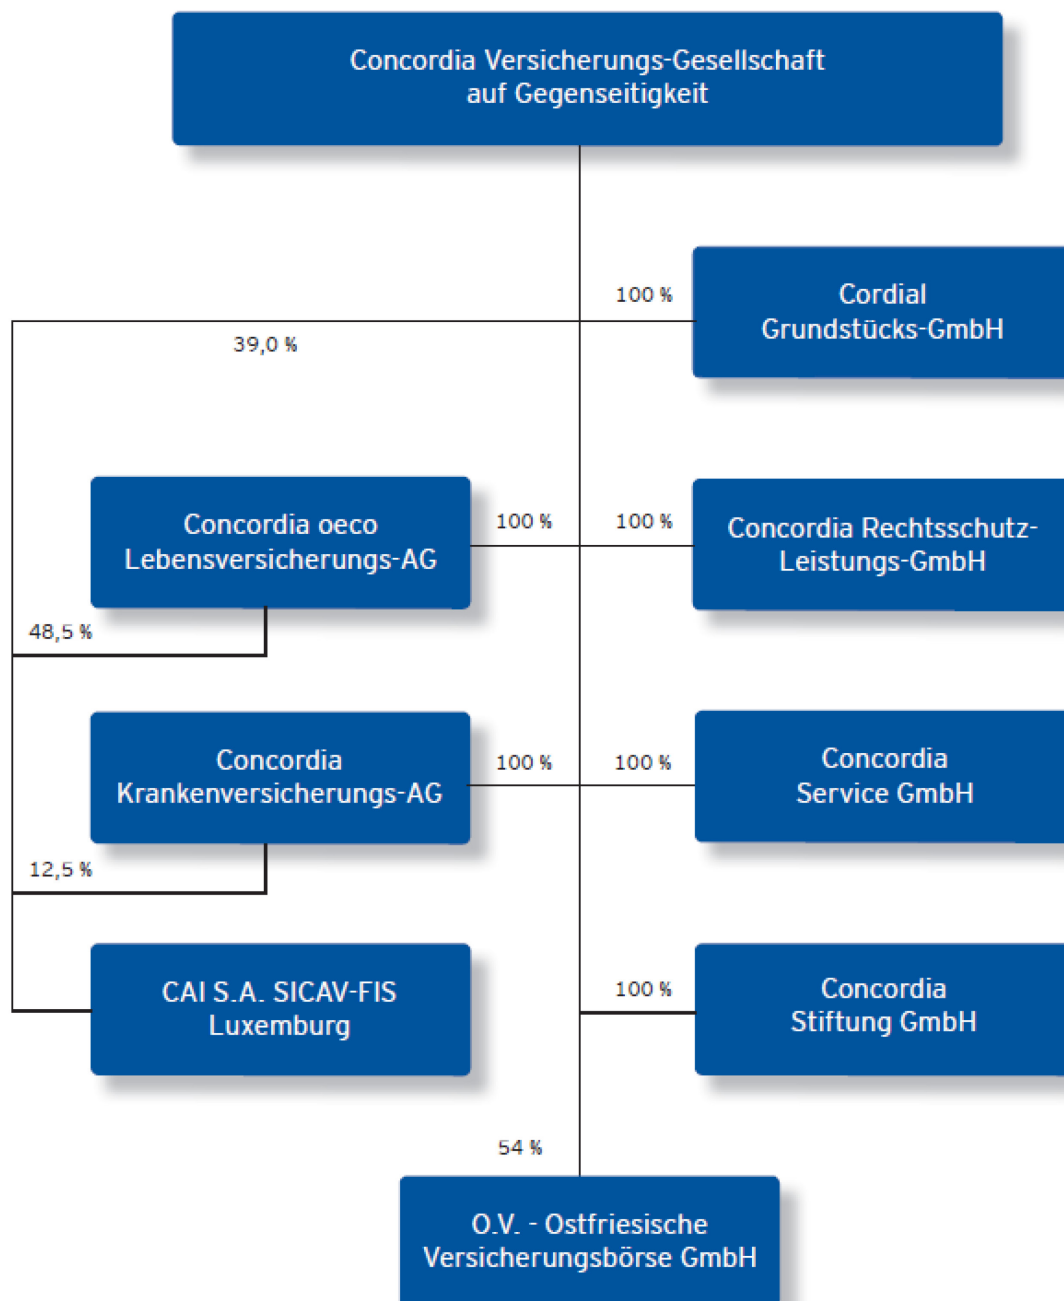 Concordia Versicherungs-Gesellschaft
auf Gegenseitigkeit
100 %
Cordial
Grundstücks-GmbH
39,0 %
Concordia oeco
Lebensversicherungs-AG
100 %
100 %
Concordia Rechtsschutz-
Leistungs-GmbH
48,5 %
Concordia
Krankenversicherungs-AG
100 %
100 %
Concordia
Service GmbH
12,5 %
CAI S.A. SICAV-FIS
Luxemburg
100 %
Concordia
Stiftung GmbH
54 %
O.V. - Ostfriesische
Versicherungsbörse GmbH